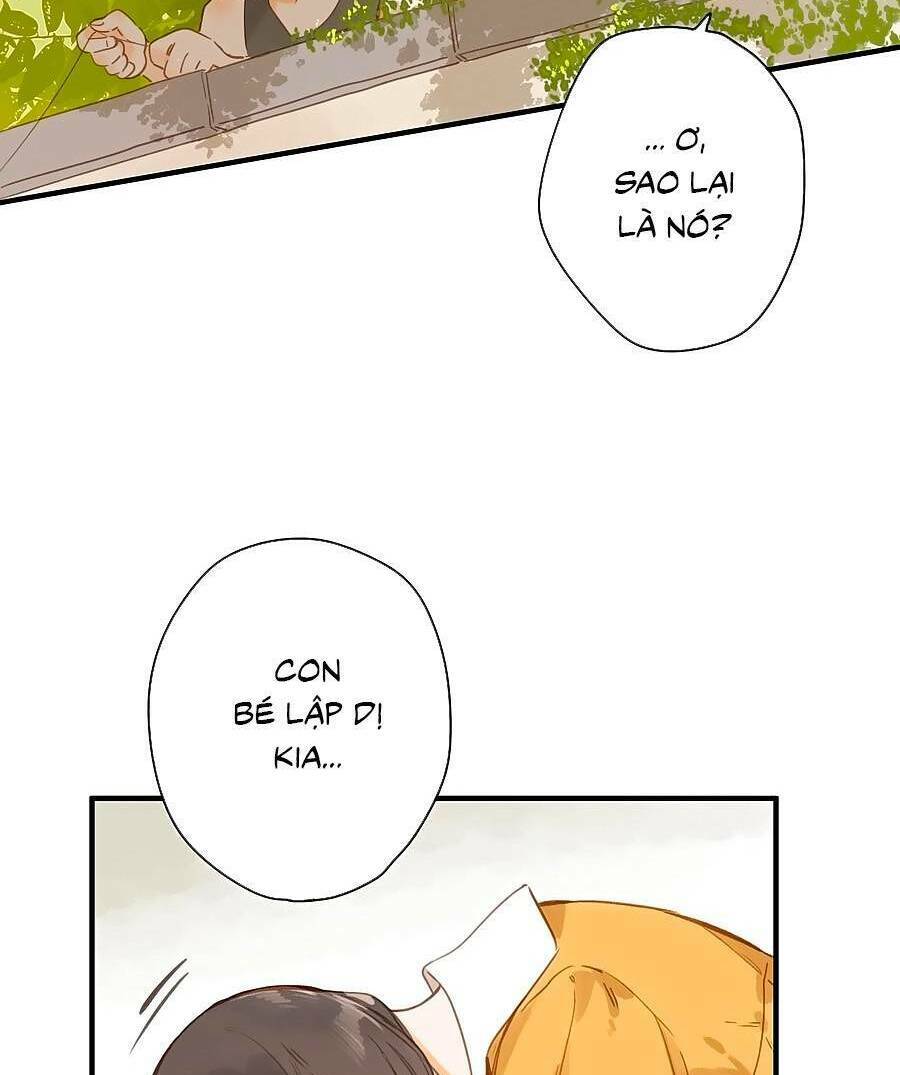 ... Ơ,
SAO LẠI
LÀ NÓ?
CON
BÉ LẬP DỊ
KIA...